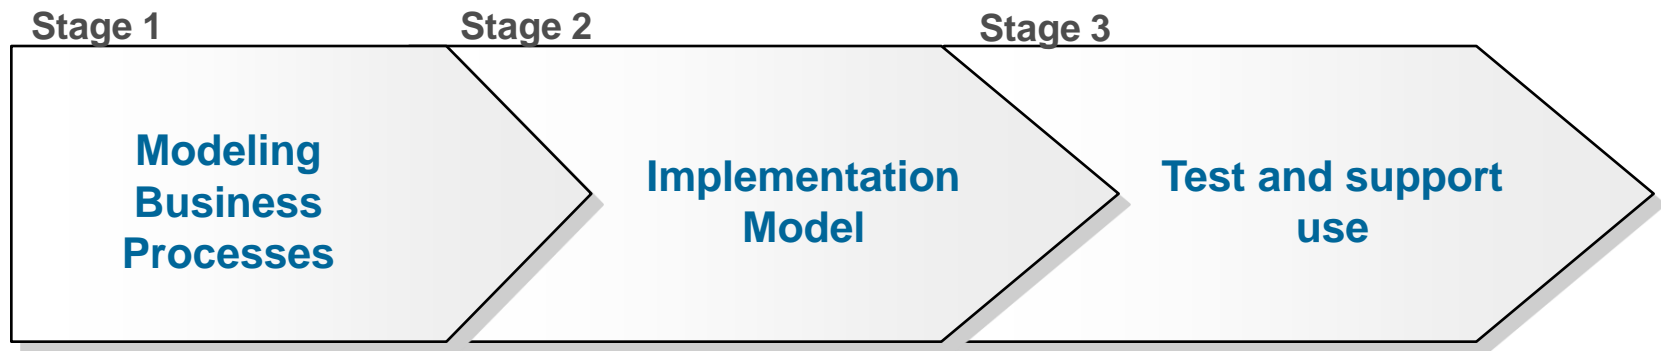 Stage 1
Stage 2
Stage 3
Modeling
Business
Processes
Implementation
Model
Test and support
use